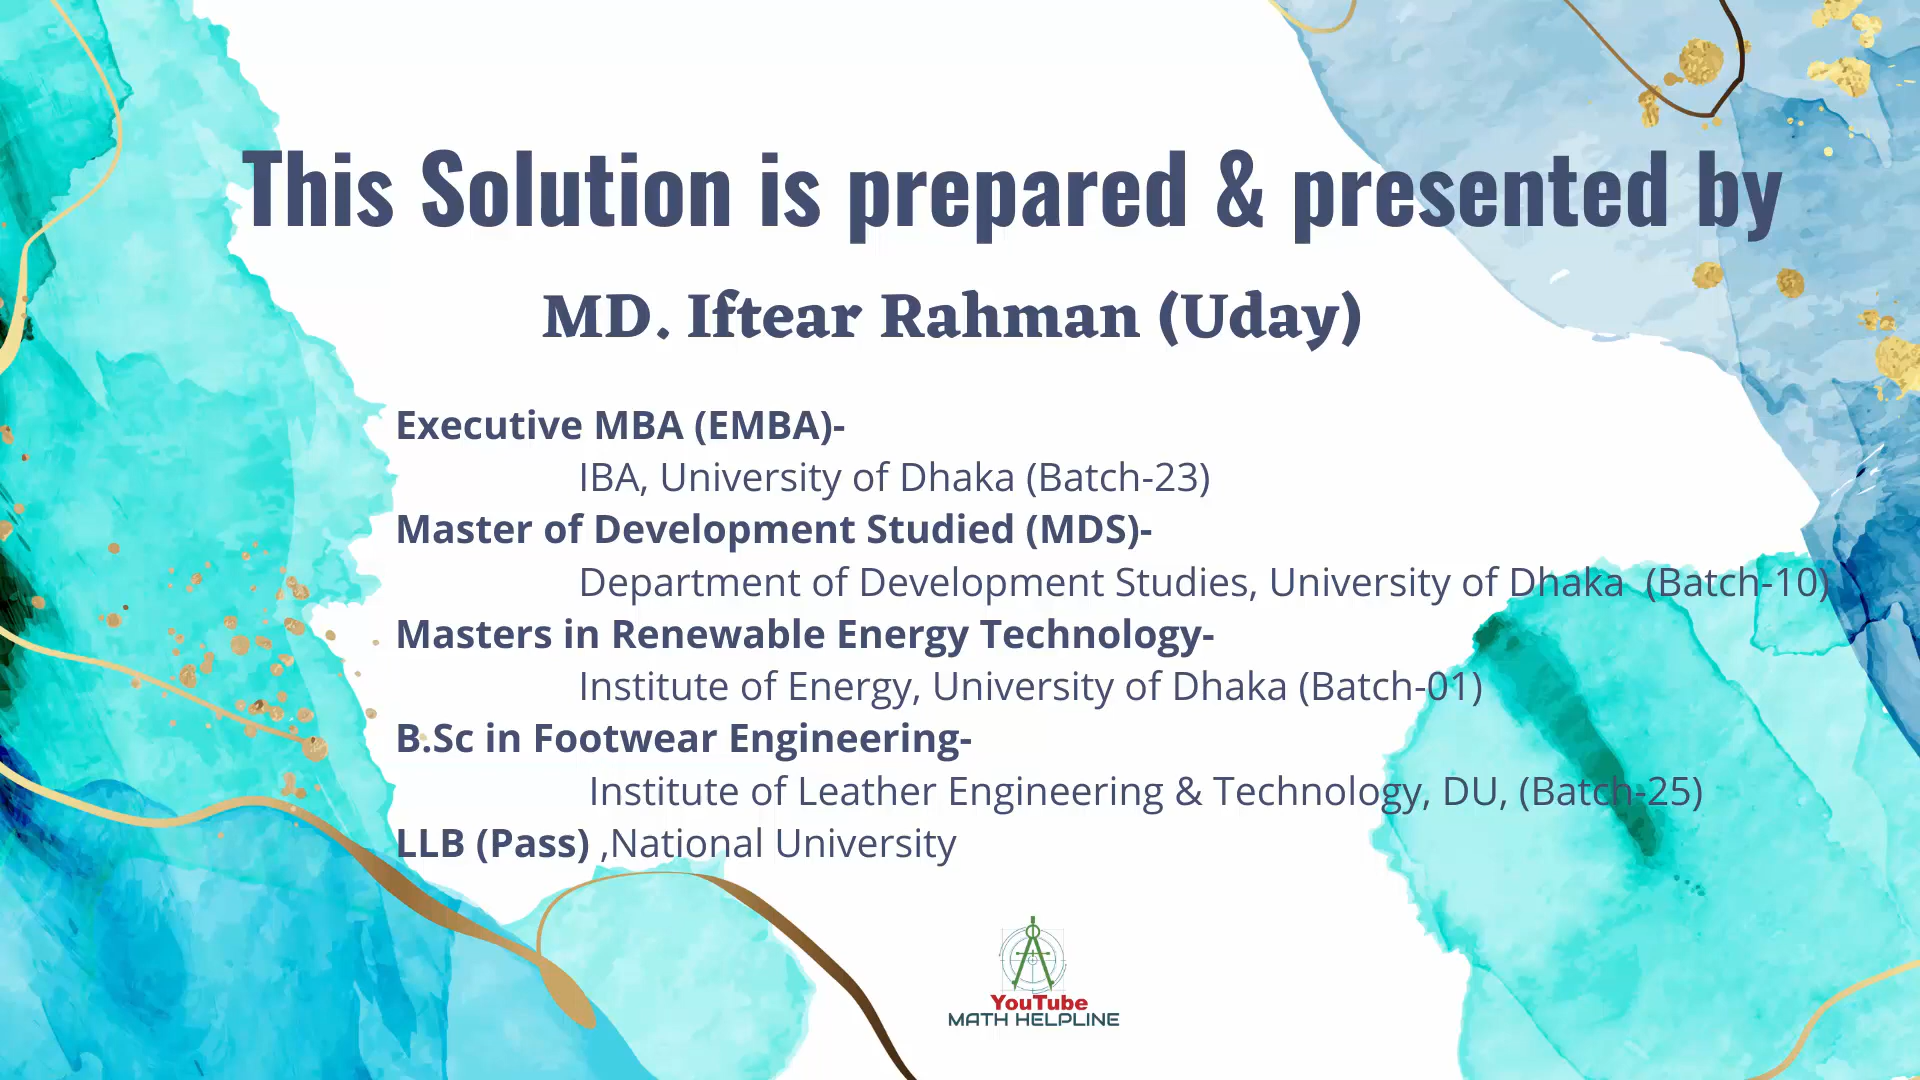 This Solution is prepared & presented by
MD. Iftear Rahman (Uday)
Executive MBA (EMBA)-
IBA, University of Dhaka (Batch-23)
Master of Development Studied (MDS)-
Department of Development Studies, University of Dhaka (Batch-10)
Masters in Renewable Energy Technology-
Institute of Energy, University of Dhaka (Batch-01)
B.Sc in Footwear Engineering-
Institute of Leather Engineering & Technology, DU, (Batch-25)
LLB (Pass) ,National University
YouTube
MATH HELPLINE